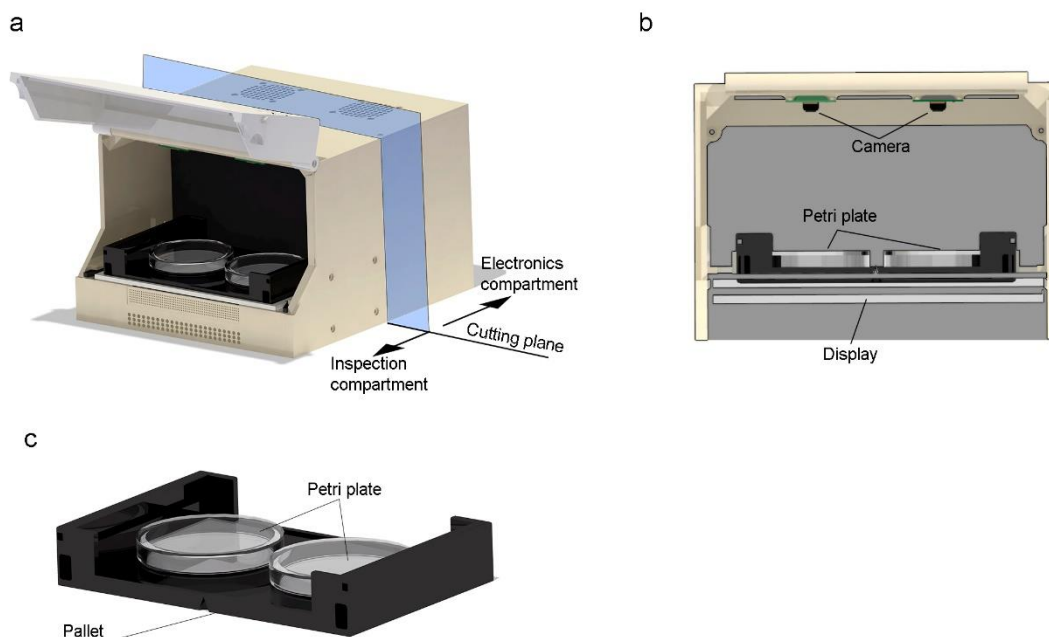 a
b
Camera
Petri plate
Display
Electronics
compartment
Cutting plane
Inspection
compartment
c
Petri plate
Pallet